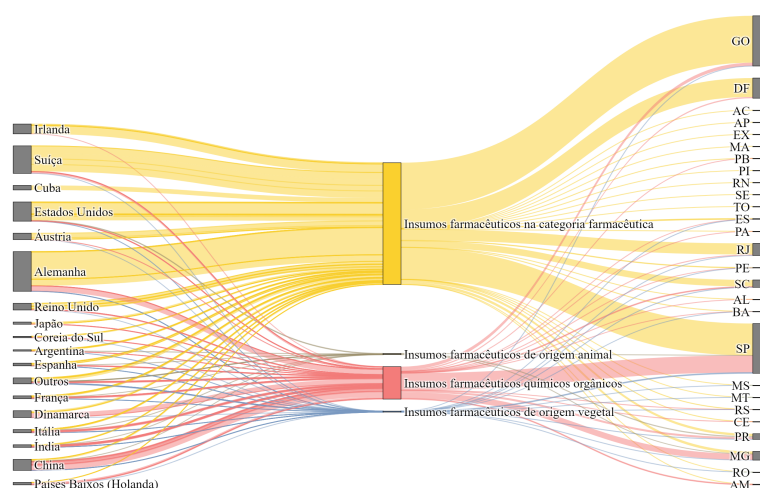 Irlanda
Suíça
Cuba
Estados Unidos
Áustria
Alemanha
Reino Unido
Japão
Coreia do Sul
Argentina
Espanha
Outros
França
Dinamarca
Itália
Índia
China
Países Baixos (Holanda)
Insumos farmacêuticos na categoria farmacêutica
Insumos farmacêuticos de origem animal
Insumos farmacêuticos químicos orgânicos
Insumos farmacêuticos de origem vegetal
GO
DF
AC
AP
EX
MA
PB
PI
RN
SE
TO
ES
PA
RJ
PE
SC
AL
BA
SP
MS
MT
RS
CE
PR
MG
RO
AM